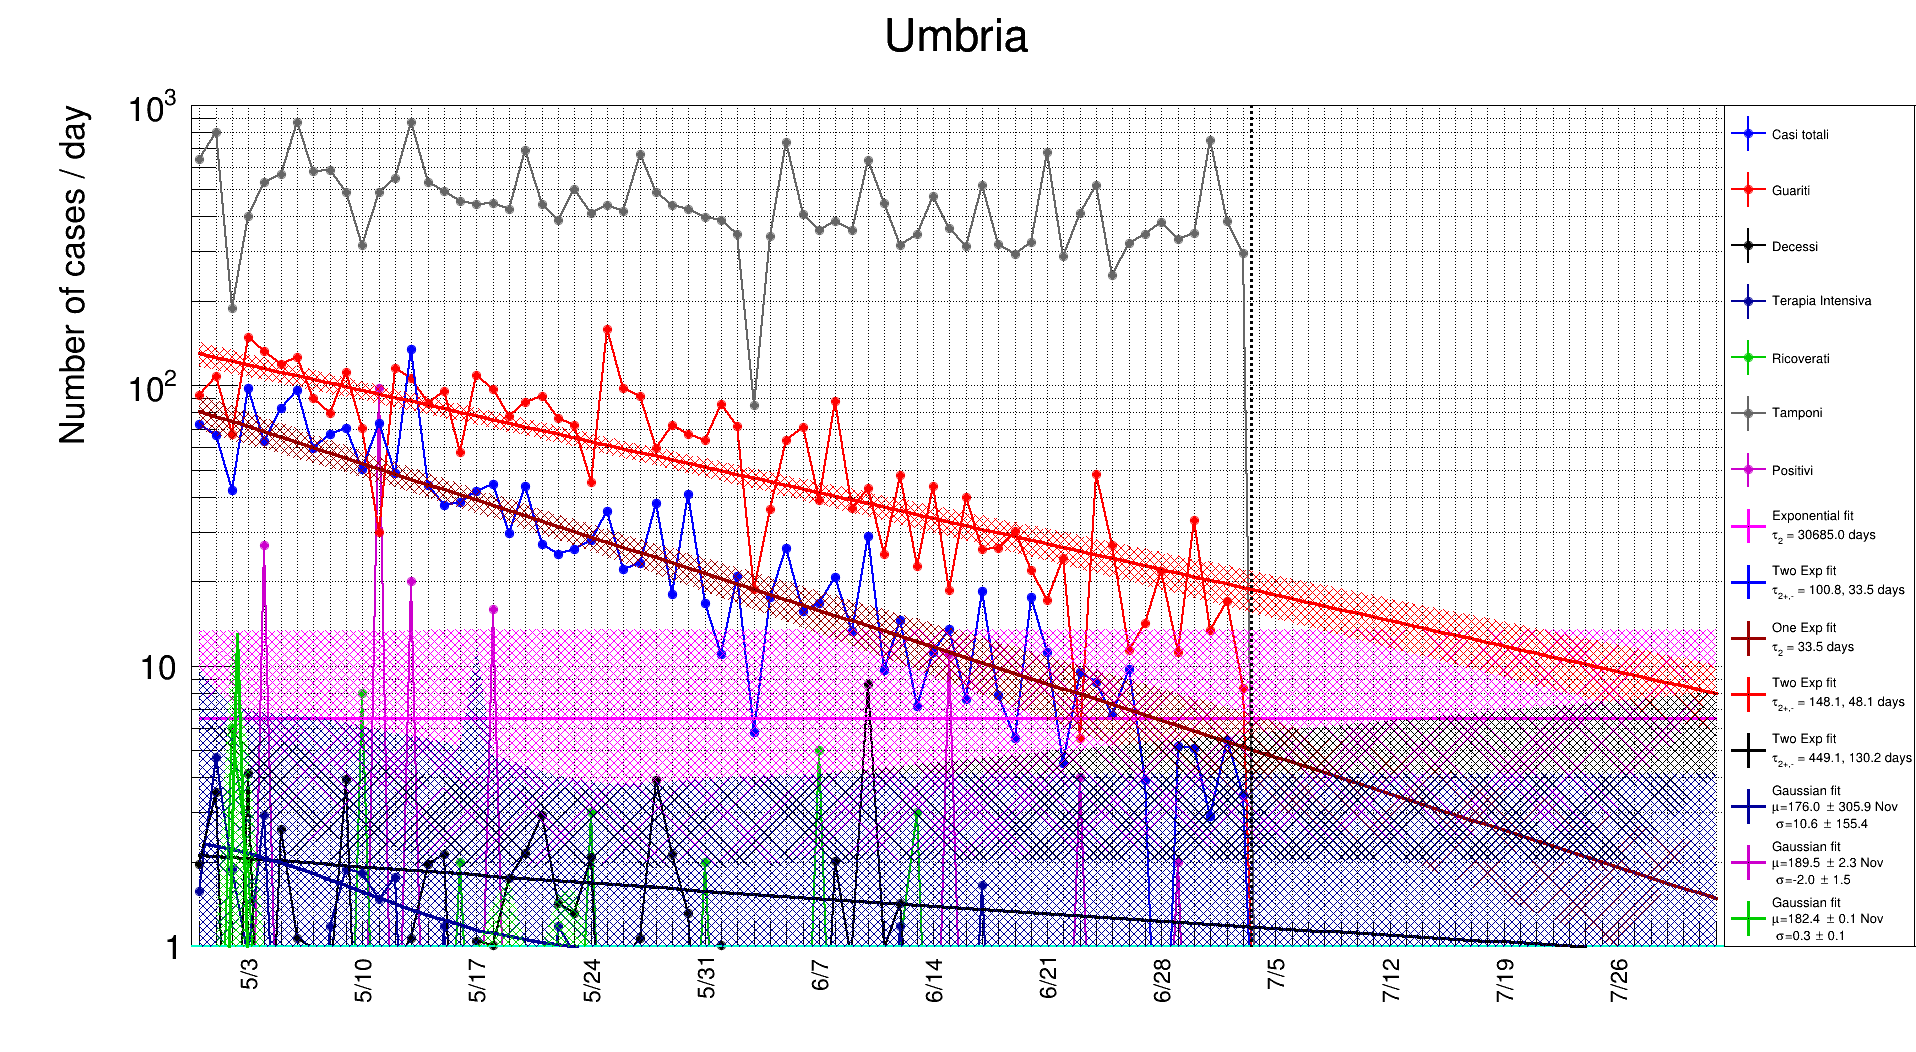 Umbria
Number of cases / day
10³
10²
10
1
5/3
5/10
5/17
5/24
5/31
6/7
6/14
6/21
6/28
7/5
7/12
7/19
7/26
Casi totali
Guariti
Decessi
Terapia Intensiva
Ricoverati
Tamponi
Positivi
Exponential fit
τ₂ = 30685.0 days
Two Exp fit
τ₂₊,₋ = 100.8, 33.5 days
One Exp fit
τ₂ = 33.5 days
Two Exp fit
τ₂₊,₋ = 148.1, 48.1 days
Two Exp fit
τ₂₊,₋ = 449.1, 130.2 days
Gaussian fit
μ=176.0 ± 305.9 Nov
σ=10.6 ± 155.4
Gaussian fit
μ=189.5 ± 2.3 Nov
σ=-2.0 ± 1.5
Gaussian fit
μ=182.4 ± 0.1 Nov
σ=0.3 ± 0.1